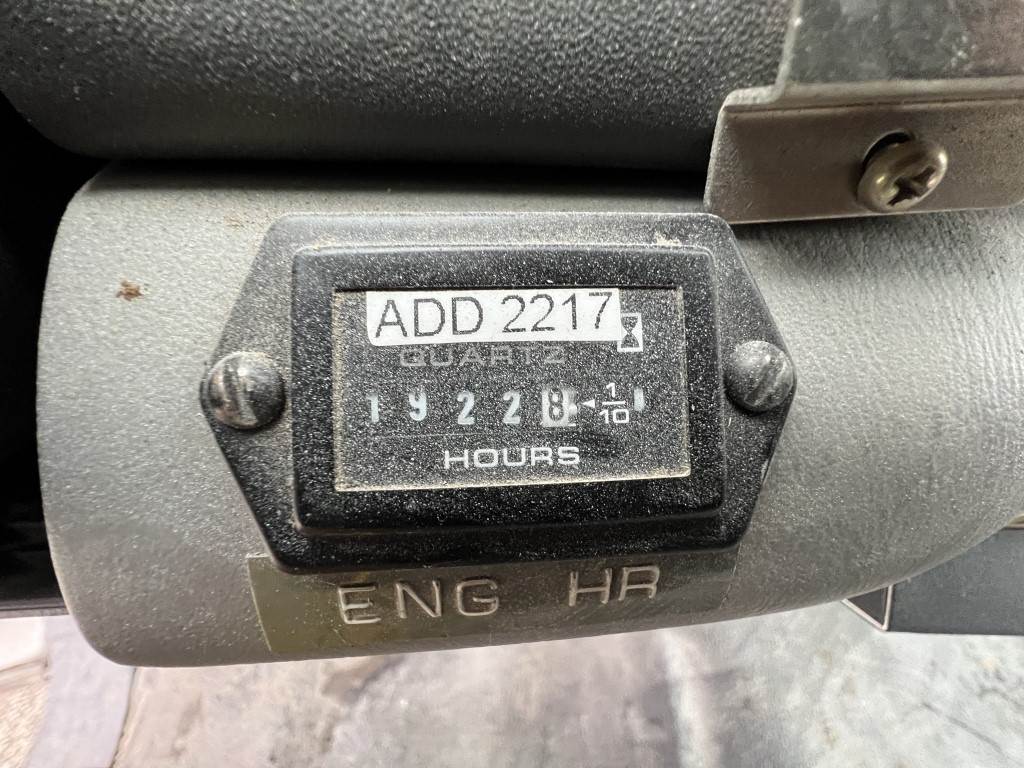 ADD 2217
QUARTZ
19228 1/10
HOURS
ENG HR